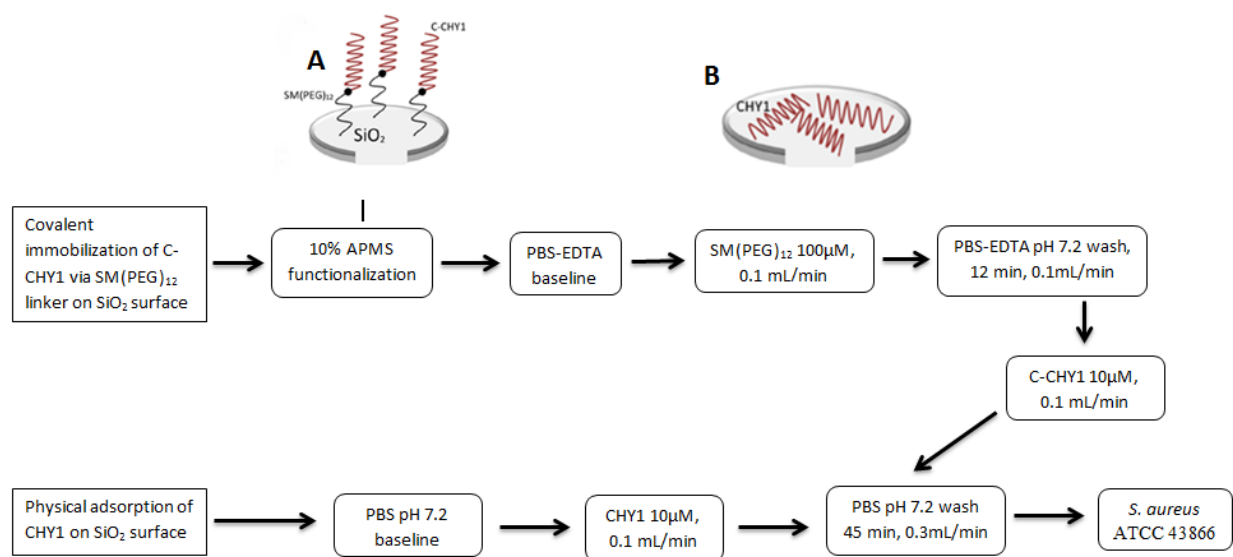 A
C-CHY1
SM(PEG)₁₂
SiO₂
B
CHY1
Covalent
immobilization of C-
CHY1 via SM(PEG)₁₂
linker on SiO₂ surface
10% APMS
functionalization
PBS-EDTA
baseline
SM(PEG)₁₂ 100µM,
0.1 mL/min
PBS-EDTA pH 7.2 wash,
12 min, 0.1mL/min
C-CHY1 10µM,
0.1 mL/min
Physical adsorption of
CHY1 on SiO₂ surface
PBS pH 7.2
baseline
CHY1 10µM,
0.1 mL/min
PBS pH 7.2 wash
45 min, 0.3mL/min
S. aureus
ATCC 43866